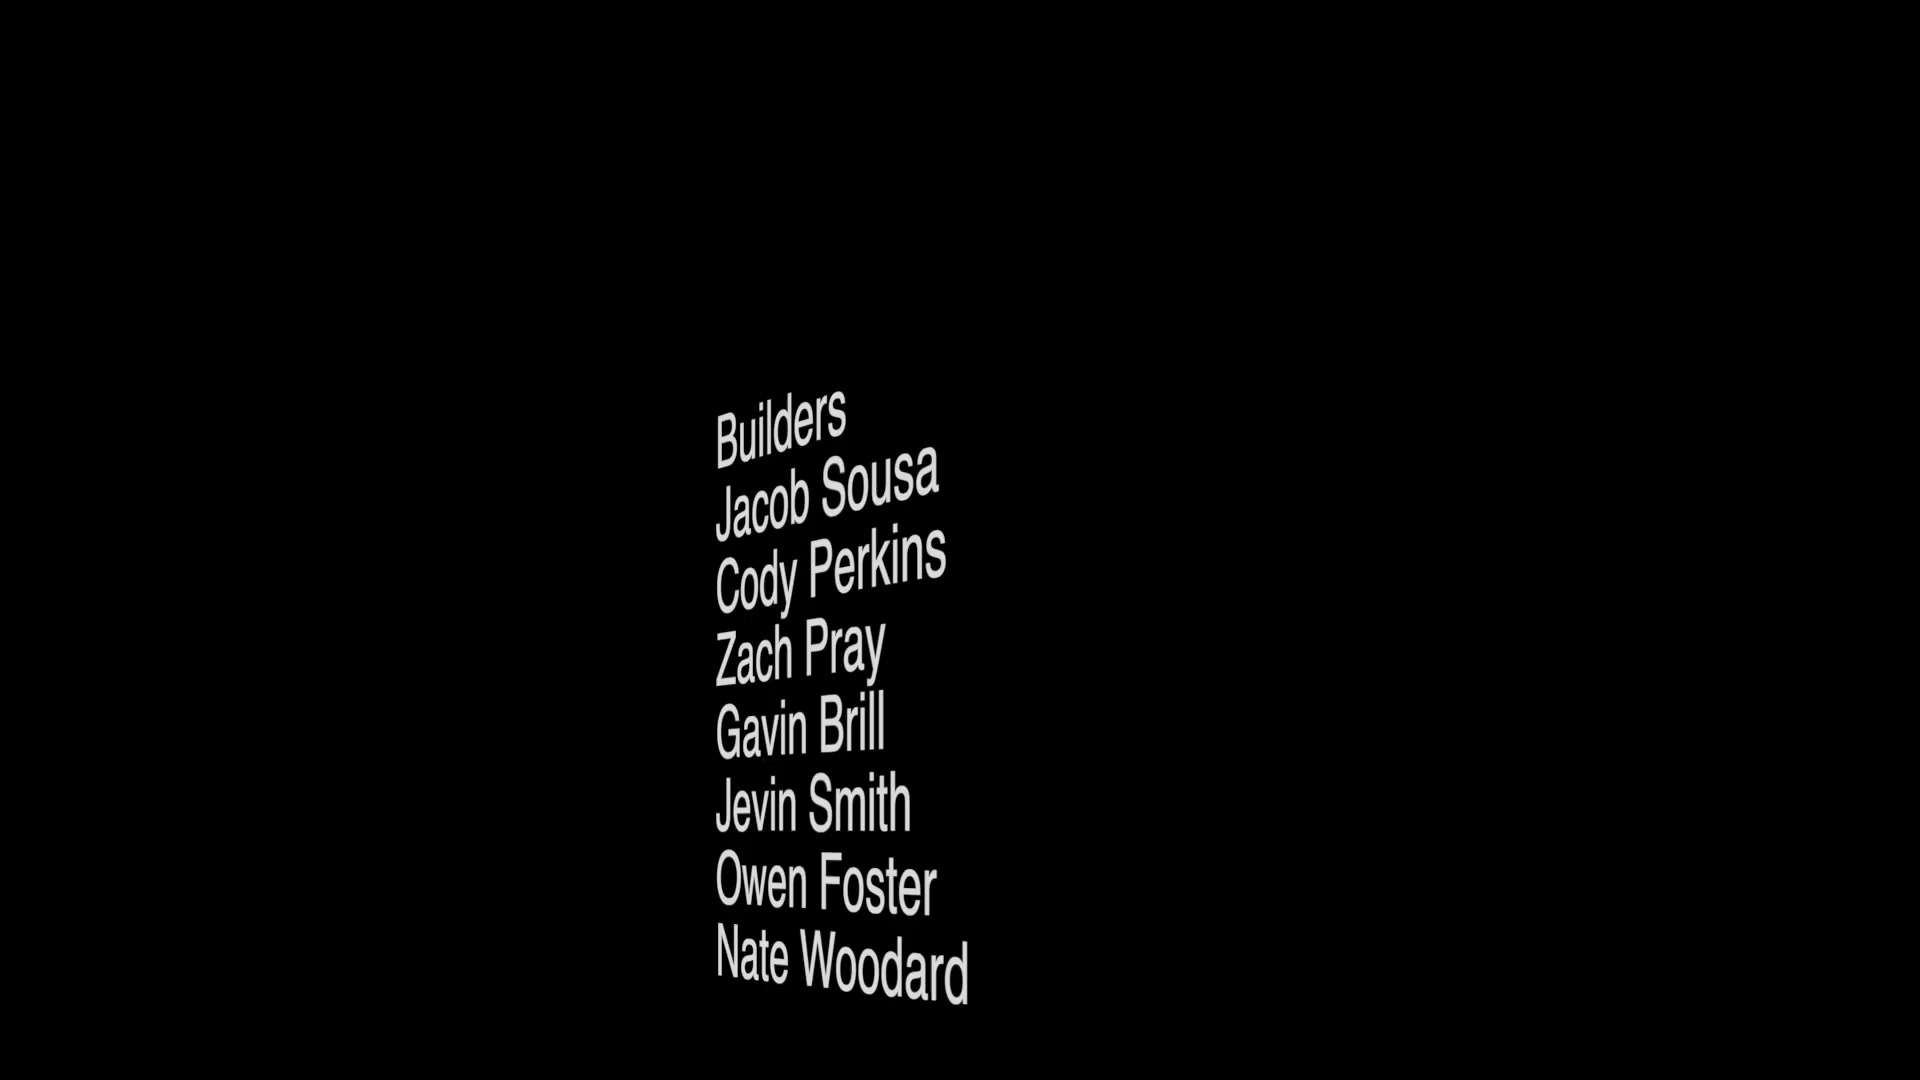 Builders
Jacob Sousa
Cody Perkins
Zach Pray
Gavin Brill
Jevin Smith
Owen Foster
Nate Woodard